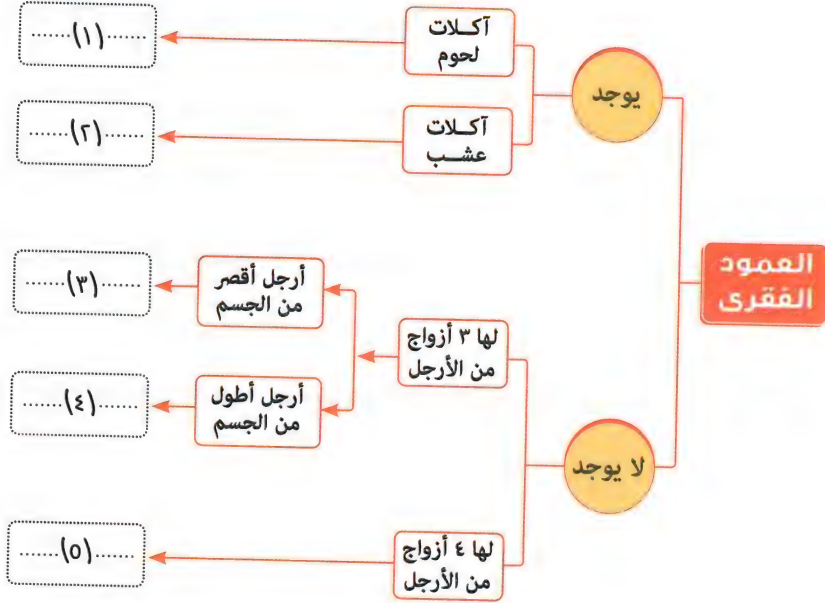 العمود
الفقرى
يوجد
آكلات
لحوم
......(١)......
آكلات
عشب
......(٢)......
لا يوجد
لها ٣ أزواج
من الأرجل
أرجل أقصر
من الجسم
......(٣)......
أرجل أطول
من الجسم
......(٤)......
لها ٤ أزواج
من الأرجل
......(٥)......